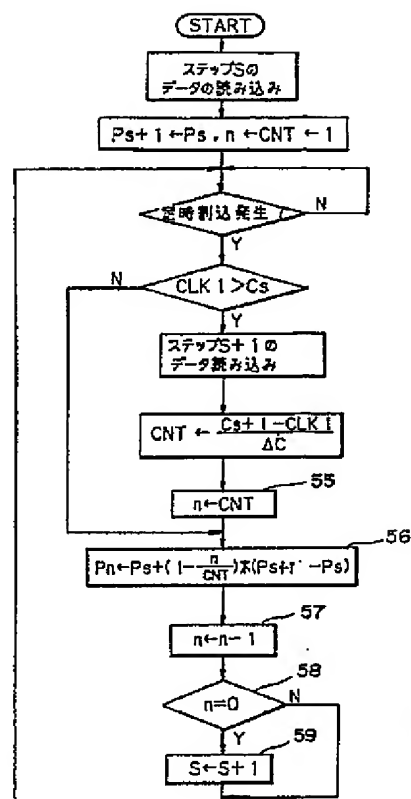 START
ステップSの
データの読み込み
Ps+1←Ps, n←CNT←1
定時割込発生?
N
Y
CLK i>Cs
N
Y
ステップS+1の
データ読み込み
CNT ← Cs+1-CLK i
ΔC
55
n←CNT
56
Pn←Ps+(1-n/CNT)*(Ps+1-Ps)
57
n←n-1
58
n=0
N
Y
59
S←S+1